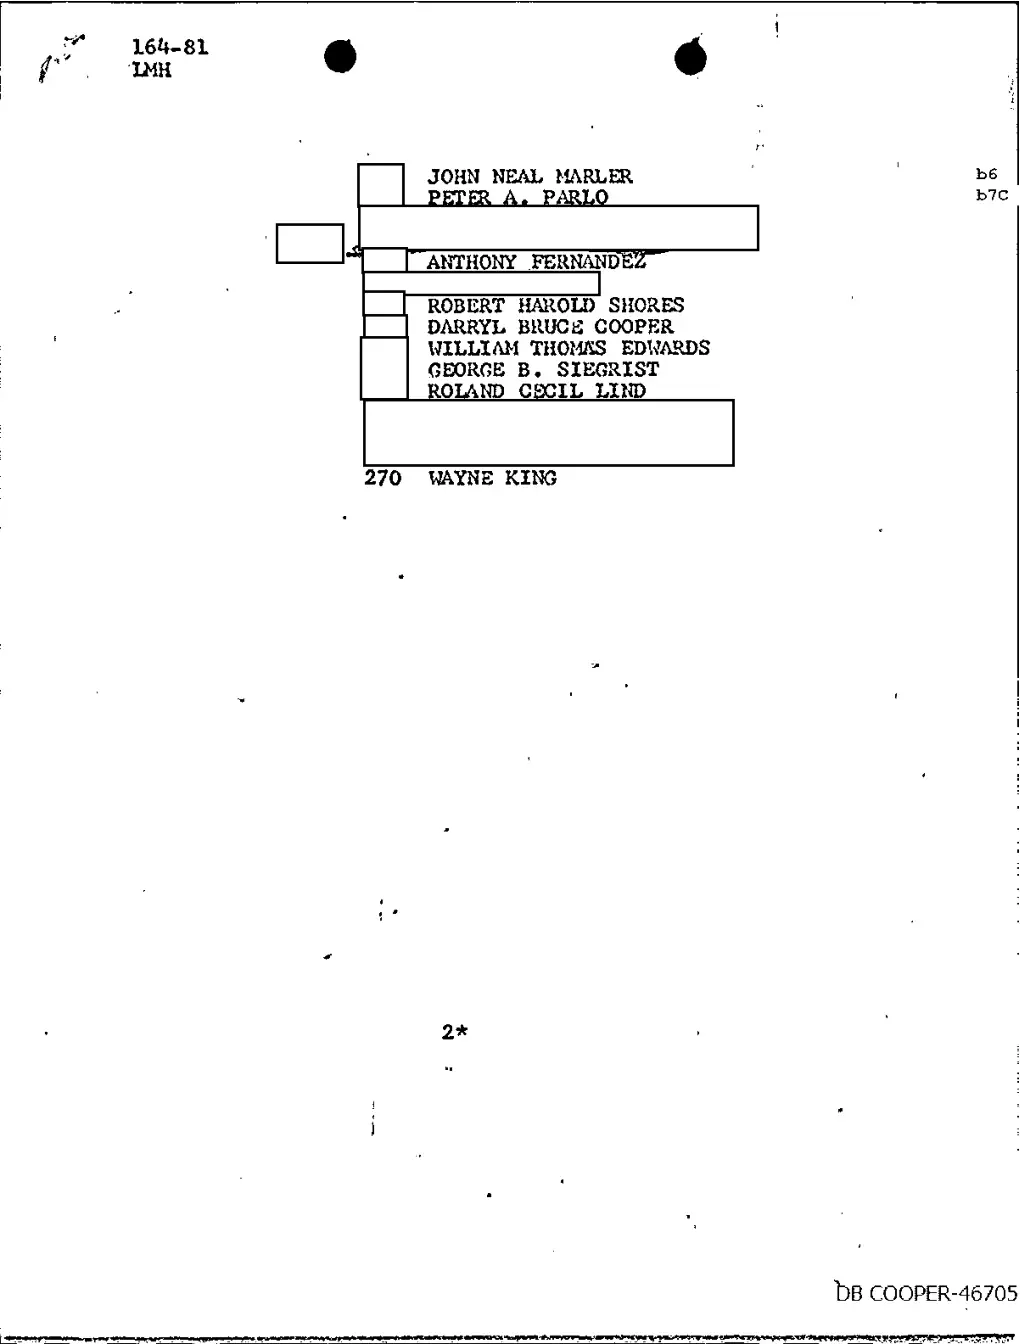 164-81
LMH
JOHN NEAL MARLER
b6
PETER A. PARLO
b7C
ANTHONY FERNANDEZ
ROBERT HAROLD SHORES
DARRYL BRUCE COOPER
WILLIAM THOMAS EDWARDS
GEORGE B. SIEGRIST
ROLAND CECIL LIND
270 WAYNE KING
2*
DB COOPER-46705